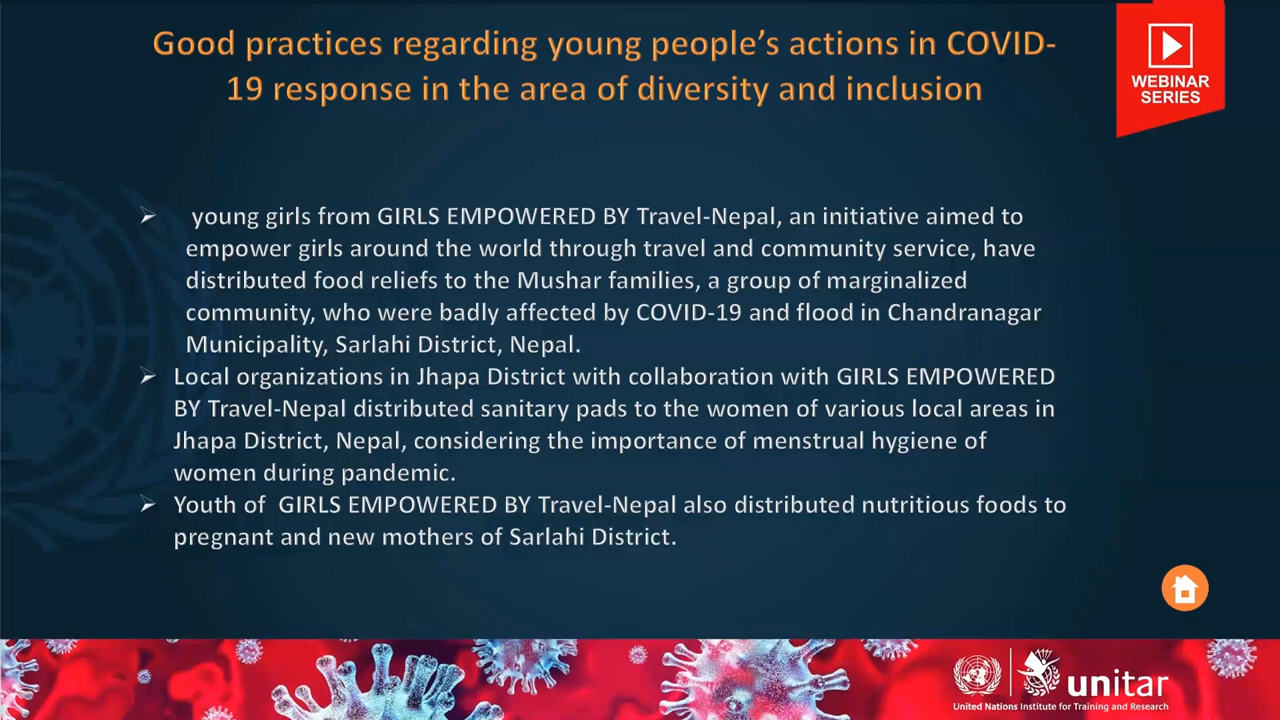 Good practices regarding young people's actions in COVID-
19 response in the area of diversity and inclusion
WEBINAR
SERIES
young girls from GIRLS EMPOWERED BY Travel-Nepal, an initiative aimed to
empower girls around the world through travel and community service, have
distributed food reliefs to the Mushar families, a group of marginalized
community, who were badly affected by COVID-19 and flood in Chandranagar
Municipality, Sarlahi District, Nepal.
Local organizations in Jhapa District with collaboration with GIRLS EMPOWERED
BY Travel-Nepal distributed sanitary pads to the women of various local areas in
Jhapa District, Nepal, considering the importance of menstrual hygiene of
women during pandemic.
Youth of  GIRLS EMPOWERED BY Travel-Nepal also distributed nutritious foods to
pregnant and new mothers of Sarlahi District.
unitar
United Nations Institute for Training and Research